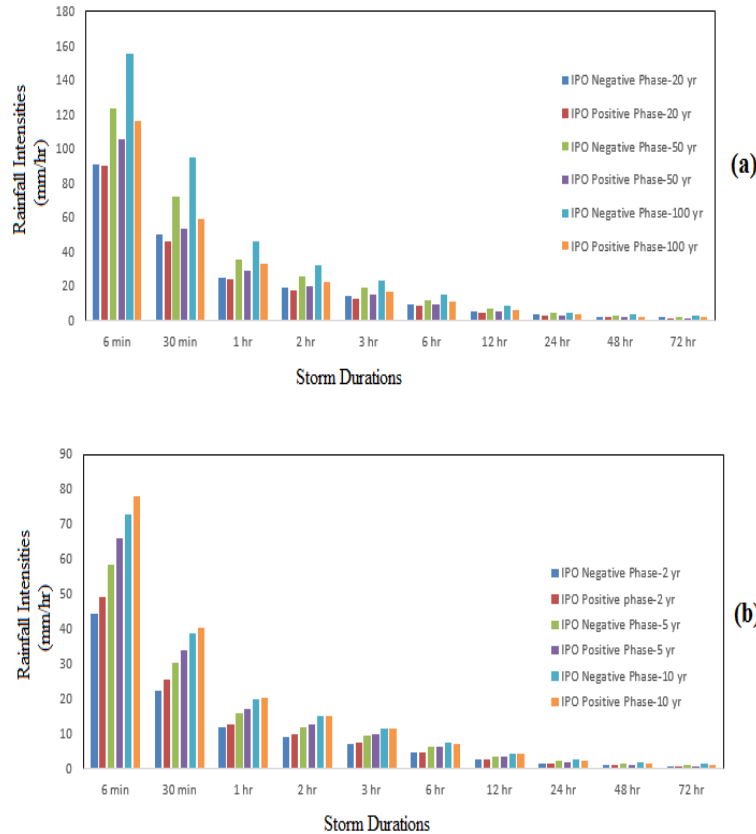 180
160
140
120
100
80
60
40
20
0
Rainfall Intensities
(mm/hr)
IPO Negative Phase-20 yr
IPO Positive Phase-20 yr
IPO Negative Phase-50 yr
IPO Positive Phase-50 yr
IPO Negative Phase-100 yr
IPO Positive Phase-100 yr
(a)
6 min 30 min 1 hr 2 hr 3 hr 6 hr 12 hr 24 hr 48 hr 72 hr
Storm Durations
90
80
70
60
50
40
30
20
10
0
Rainfall Intensities
(mm/hr)
IPO Negative Phase-2 yr
IPO Positive phase-2 yr
IPO Negative Phase-5 yr
IPO Positive Phase-5 yr
IPO Negative Phase-10 yr
IPO Positive Phase-10 yr
(b)
6 min 30 min 1 hr 2 hr 3 hr 6 hr 12 hr 24 hr 48 hr 72 hr
Storm Durations